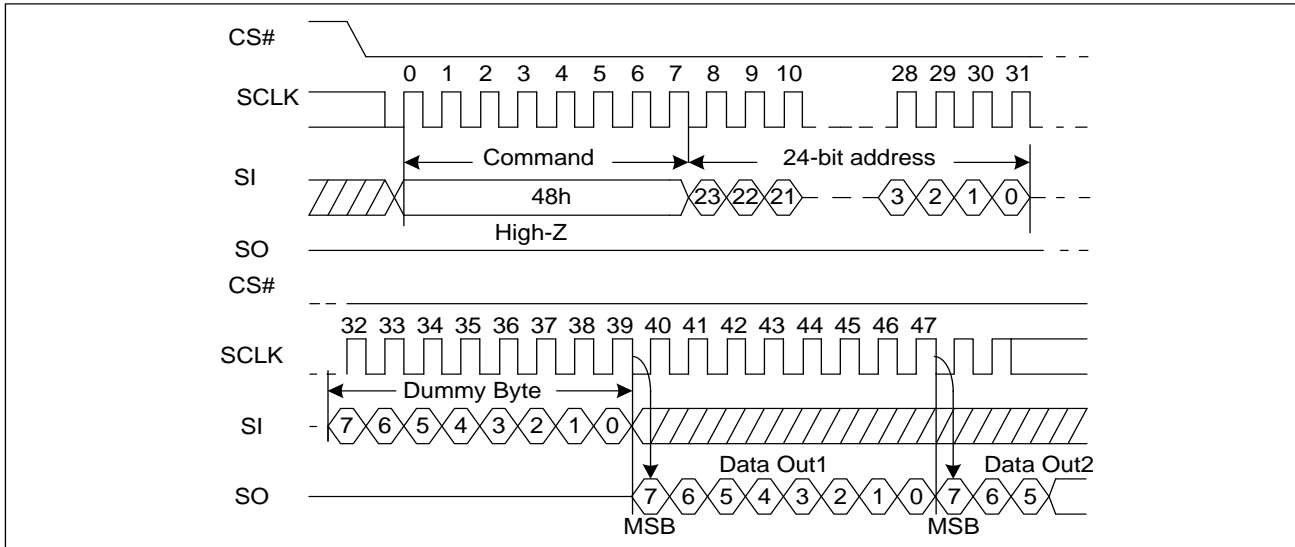 CS#
0 1 2 3 4 5 6 7 8 9 10 28 29 30 31
SCLK
Command 24-bit address
SI
48h 23 22 21 3 2 1 0
High-Z
SO
CS#
32 33 34 35 36 37 38 39 40 41 42 43 44 45 46 47
SCLK
Dummy Byte
SI 7 6 5 4 3 2 1 0
Data Out1 Data Out2
SO 7 6 5 4 3 2 1 0 7 6 5
MSB MSB